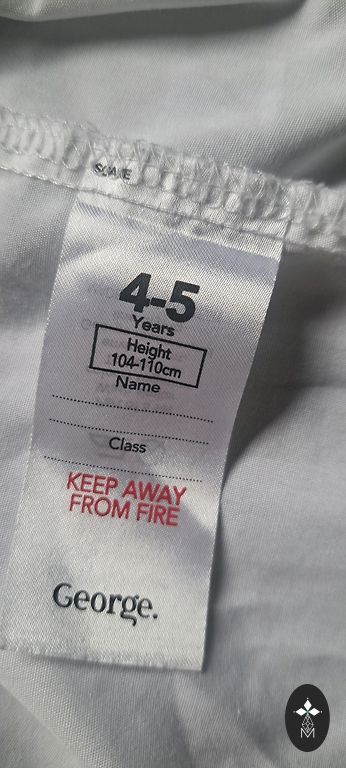 4-5
Years
Height
104-110cm
Name
Class
KEEP AWAY
FROM FIRE
George.
M